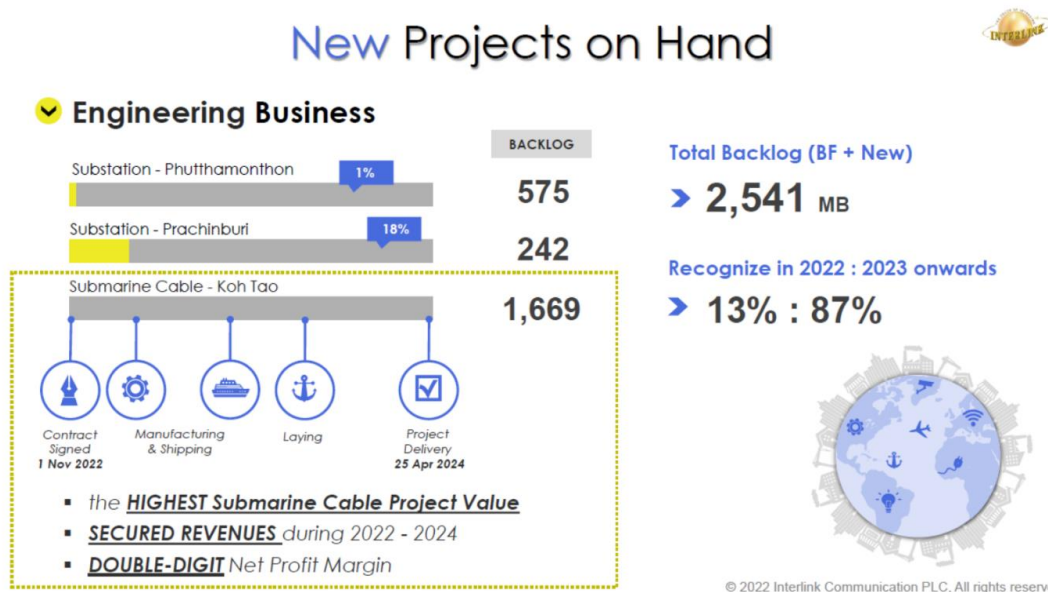 New Projects on Hand
INTERLINK
Engineering Business
BACKLOG
Substation - Phutthamonthon
1%
575
Substation - Prachinburi
18%
242
Submarine Cable - Koh Tao
1,669
Contract
Signed
1 Nov 2022
Manufacturing
& Shipping
Laying
Project
Delivery
25 Apr 2024
▪ the HIGHEST Submarine Cable Project Value
▪ SECURED REVENUES during 2022 - 2024
▪ DOUBLE-DIGIT Net Profit Margin
Total Backlog (BF + New)
2,541 MB
Recognize in 2022 : 2023 onwards
13% : 87%
© 2022 Interlink Communication PLC. All rights reserv